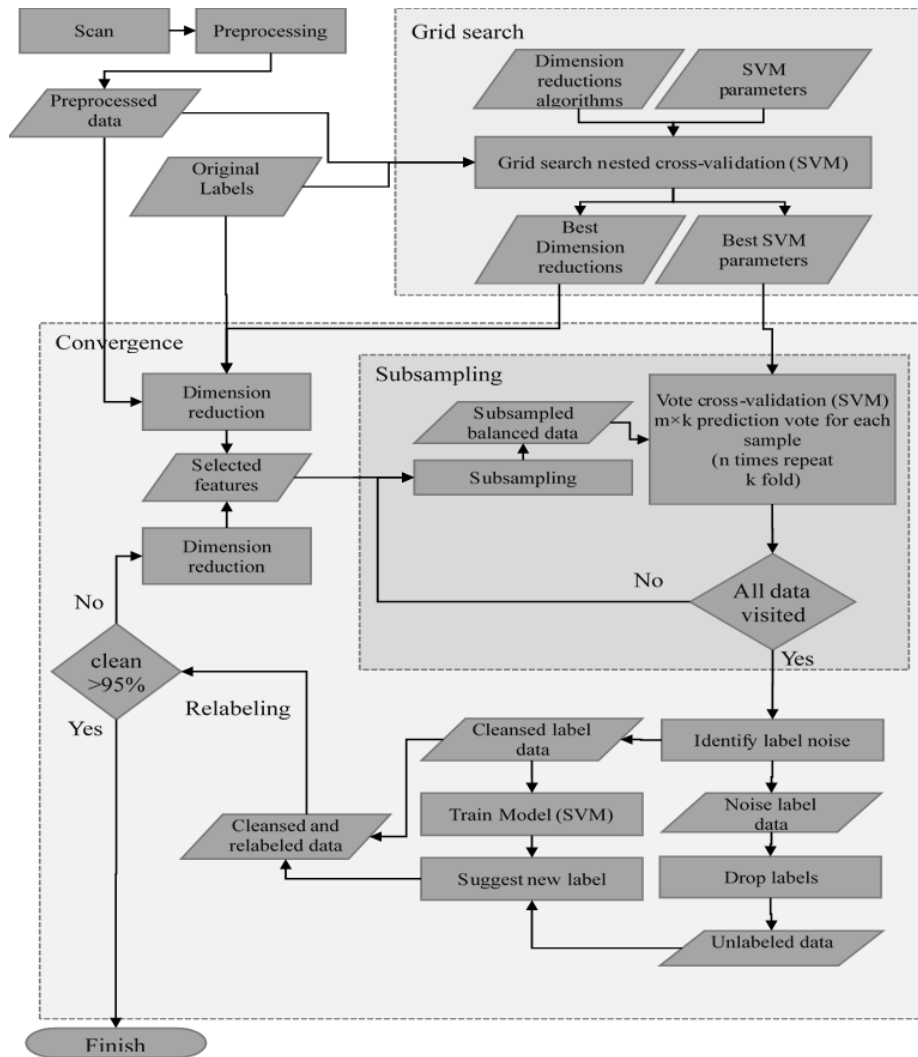 Scan
Preprocessing
Grid search
Dimension
reductions
algorithms
SVM
parameters
Preprocessed
data
Original
Labels
Grid search nested cross-validation (SVM)
Best
Dimension
reductions
Best SVM
parameters
Convergence
Subsampling
Dimension
reduction
Subsampled
balanced data
Vote cross-validation (SVM)
m×k prediction vote for each
sample
(n times repeat
k fold)
Selected
features
Subsampling
Dimension
reduction
No
All data
visited
No
Yes
clean
>95%
Yes
Relabeling
Cleansed label
data
Identify label noise
Train Model (SVM)
Noise label
data
Cleansed and
relabeled data
Suggest new label
Drop labels
Unlabeled data
Finish